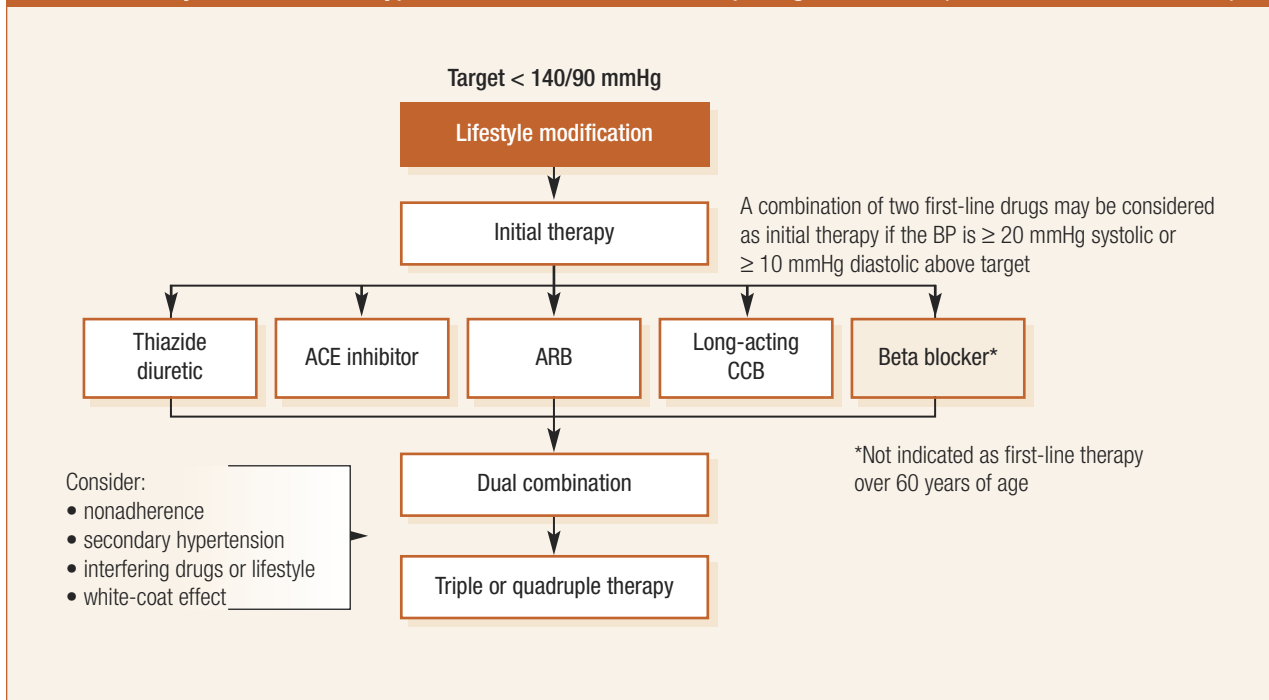 Target < 140/90 mmHg
Lifestyle modification
Initial therapy
A combination of two first-line drugs may be considered
as initial therapy if the BP is ≥ 20 mmHg systolic or
≥ 10 mmHg diastolic above target
Thiazide
diuretic
ACE inhibitor
ARB
Long-acting
CCB
Beta blocker*
*Not indicated as first-line therapy
over 60 years of age
Consider:
• nonadherence
• secondary hypertension
• interfering drugs or lifestyle
• white-coat effect
Dual combination
Triple or quadruple therapy